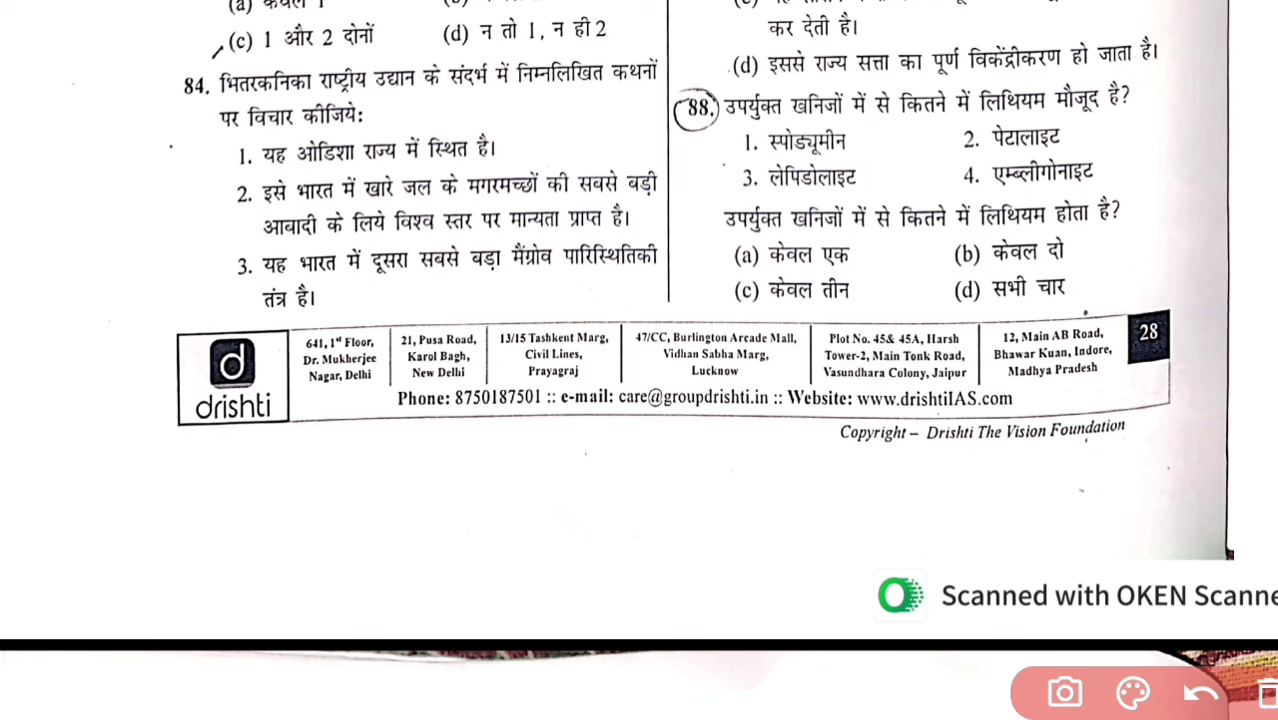 (a) केवल 1
(c) 1 और 2 दोनों (d) न तो 1, न ही 2
84. भितरकनिका राष्ट्रीय उद्यान के संदर्भ में निम्नलिखित कथनों
पर विचार कीजिये:
1. यह ओडिशा राज्य में स्थित है।
2. इसे भारत में खारे जल के मगरमच्छों की सबसे बड़ी
आबादी के लिये विश्व स्तर पर मान्यता प्राप्त है।
3. यह भारत में दूसरा सबसे बड़ा मैंग्रोव पारिस्थितिकी
तंत्र है।
कर देती है।
(d) इससे राज्य सत्ता का पूर्ण विकेंद्रीकरण हो जाता है।
88. उपर्युक्त खनिजों में से कितने में लिथियम मौजूद है?
1. स्पोड्यूमीन 2. पेटालाइट
3. लेपिडोलाइट 4. एम्ब्लीगोनाइट
उपर्युक्त खनिजों में से कितने में लिथियम होता है?
(a) केवल एक (b) केवल दो
(c) केवल तीन (d) सभी चार
drishti
641, 1st Floor,
Dr. Mukherjee
Nagar, Delhi
21, Pusa Road,
Karol Bagh,
New Delhi
13/15 Tashkent Marg,
Civil Lines,
Prayagraj
47/CC, Burlington Arcade Mall,
Vidhan Sabha Marg,
Lucknow
Plot No. 45& 45A, Harsh
Tower-2, Main Tonk Road,
Vasundhara Colony, Jaipur
12, Main AB Road,
Bhawar Kuan, Indore,
Madhya Pradesh
28
Phone: 8750187501 :: e-mail: care@groupdrishti.in :: Website: www.drishtiIAS.com
Copyright – Drishti The Vision Foundation
Scanned with OKEN Scanne